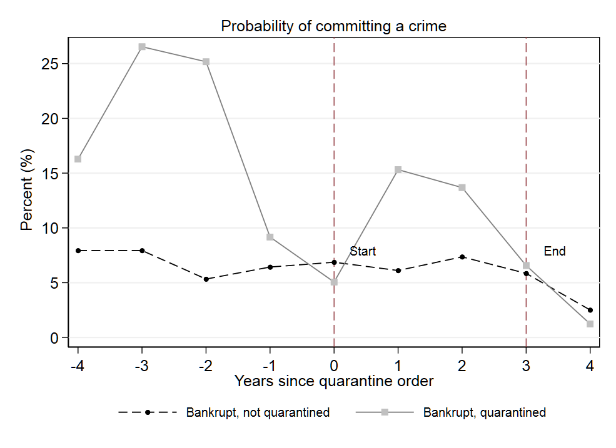 Probability of committing a crime
Percent (%)
25
20
15
10
5
0
Start
End
-4 -3 -2 -1 0 1 2 3 4
Years since quarantine order
Bankrupt, not quarantined
Bankrupt, quarantined